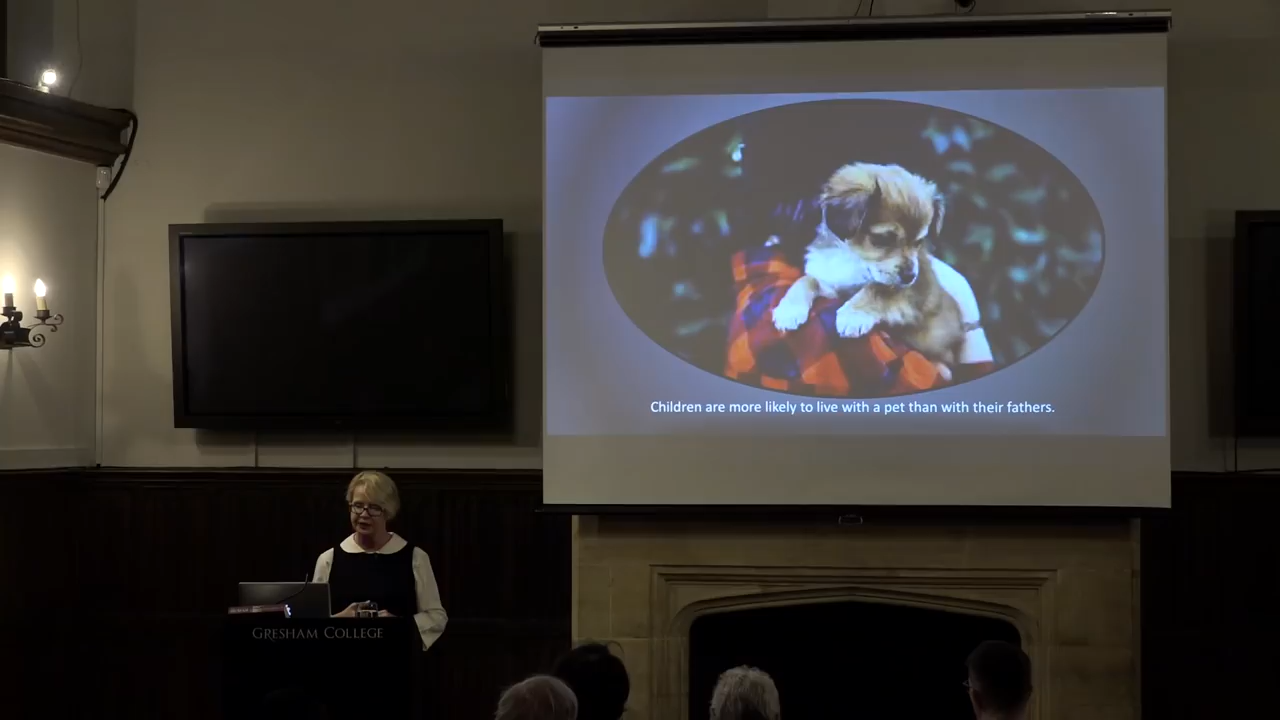 Children are more likely to live with a pet than with their fathers.
GRESHAM COLLEGE